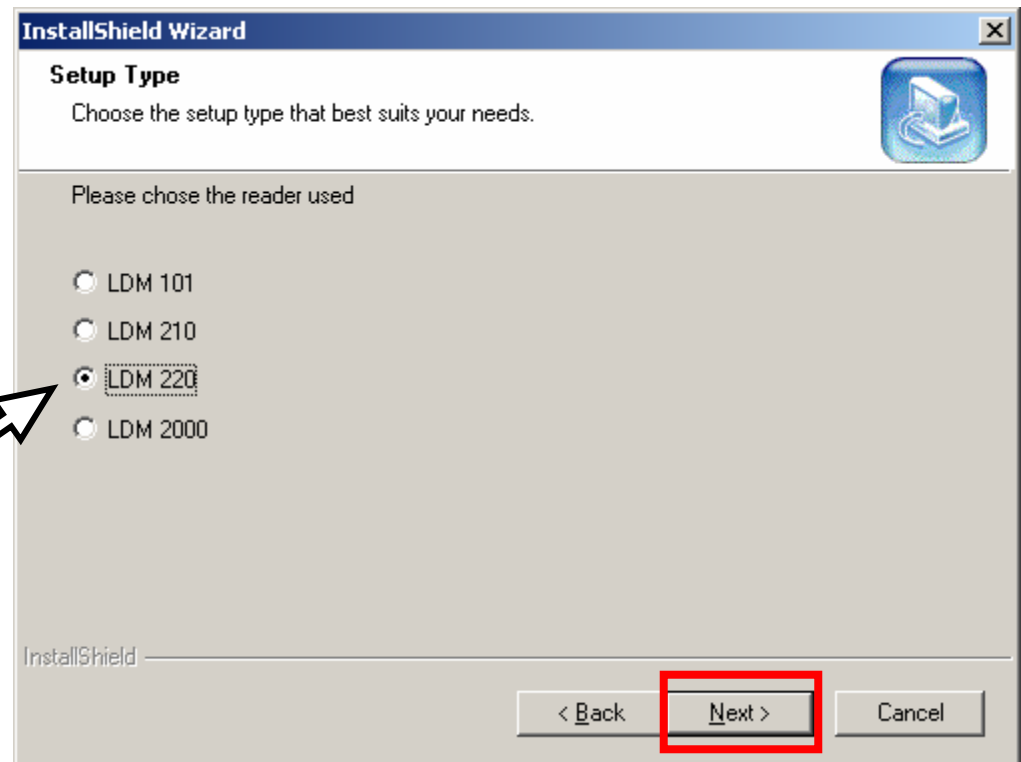 InstallShield Wizard
Setup Type
Choose the setup type that best suits your needs.
Please chose the reader used
LDM 101
LDM 210
LDM 220
LDM 2000
InstallShield
< Back Next > Cancel